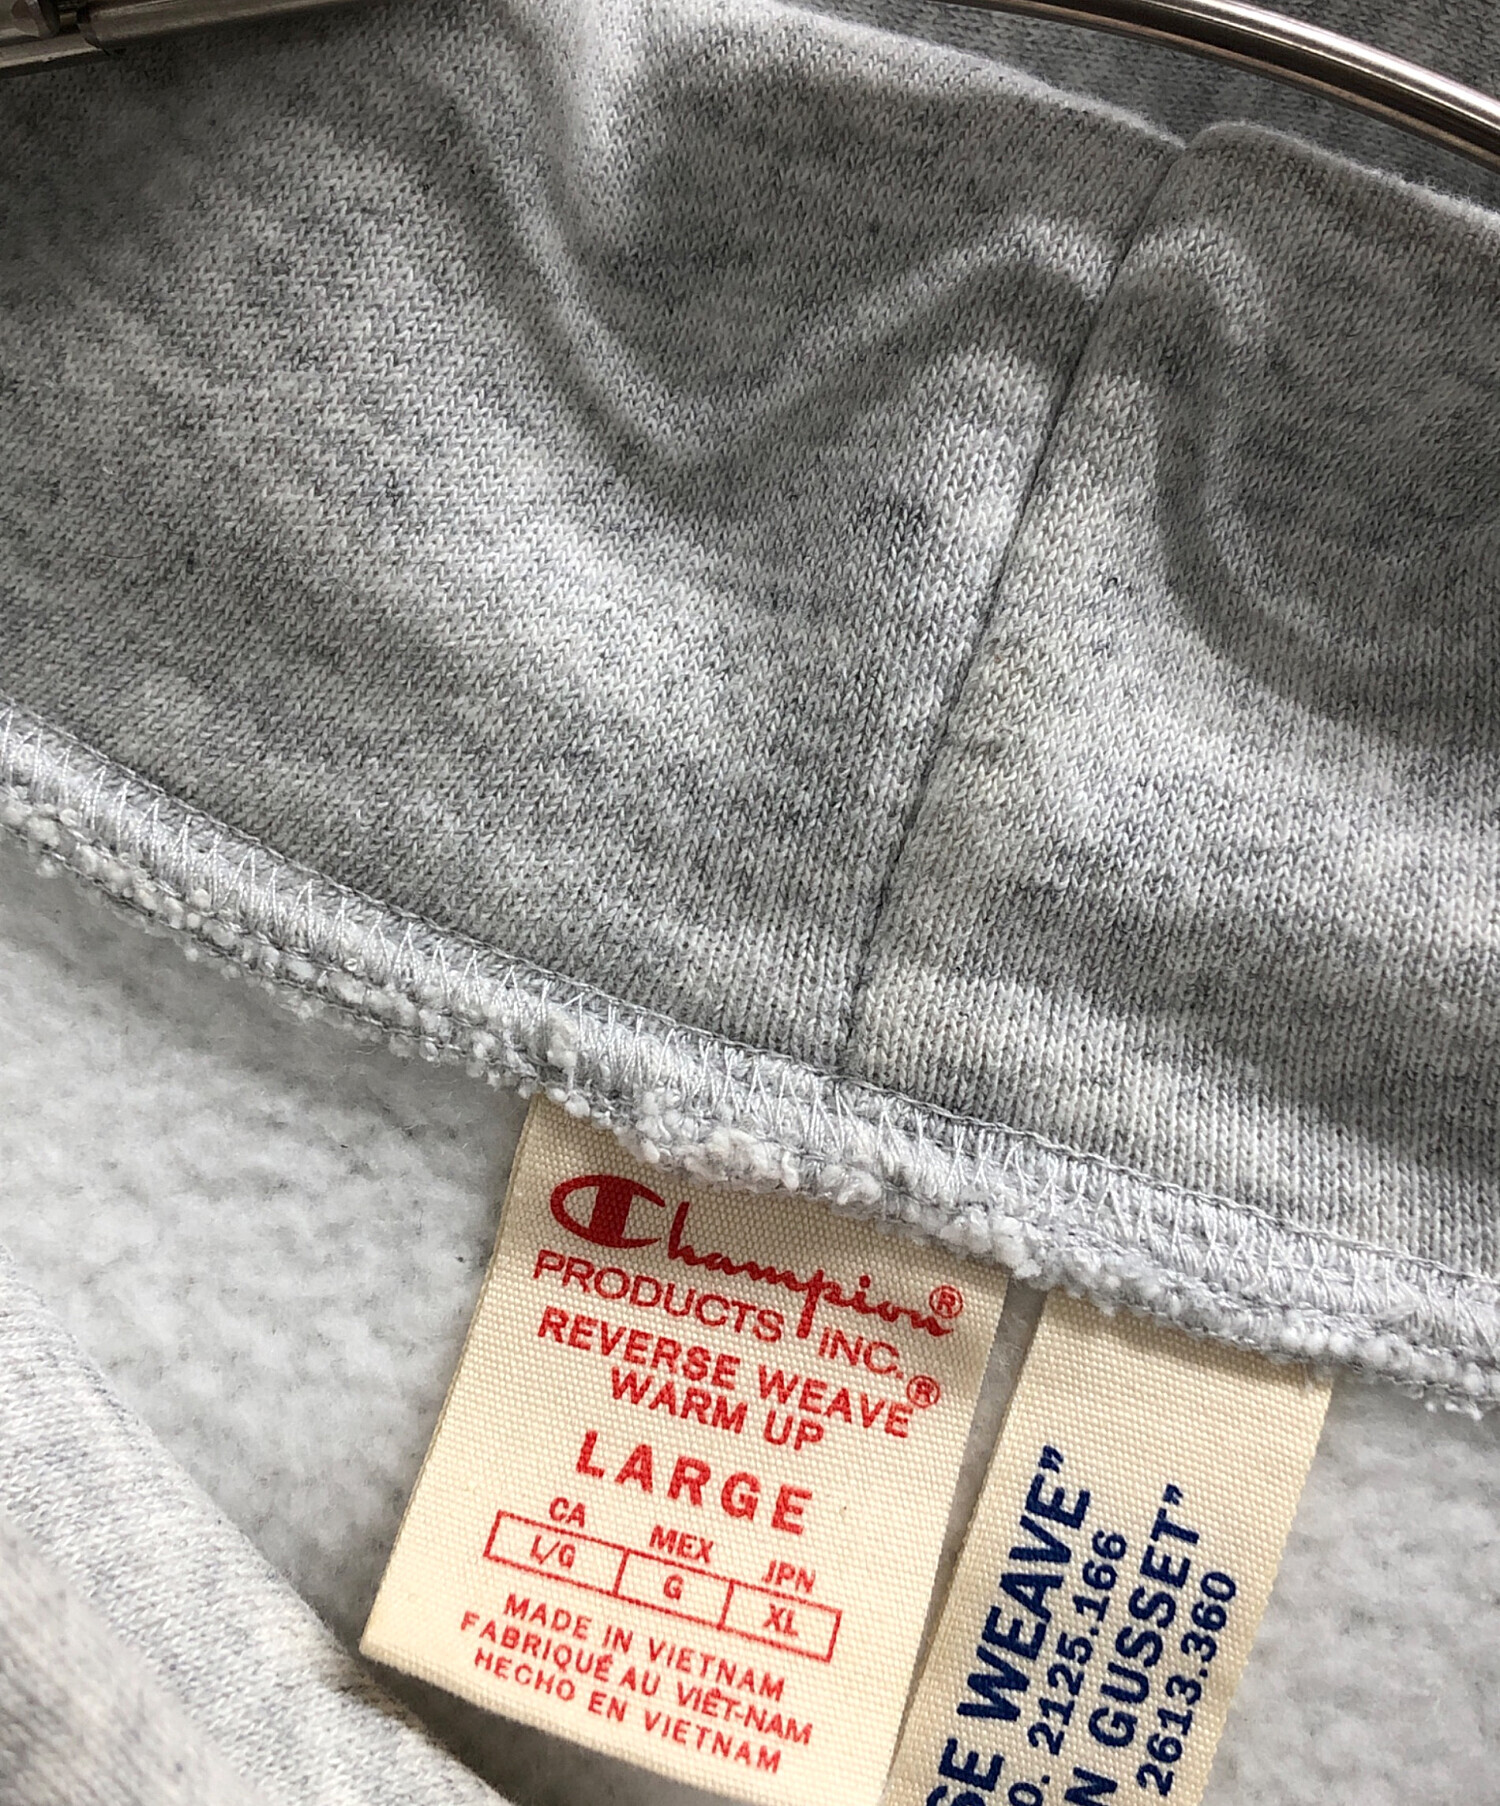 Champion®
PRODUCTS INC.
REVERSE WEAVE®
WARM UP
LARGE
CA MEX JPN
L/G G XL
MADE IN VIETNAM
FABRIQUÉ AU VIÊT-NAM
HECHO EN VIETNAM
WEAVE”
2125.166
GUSSET”
2613.360